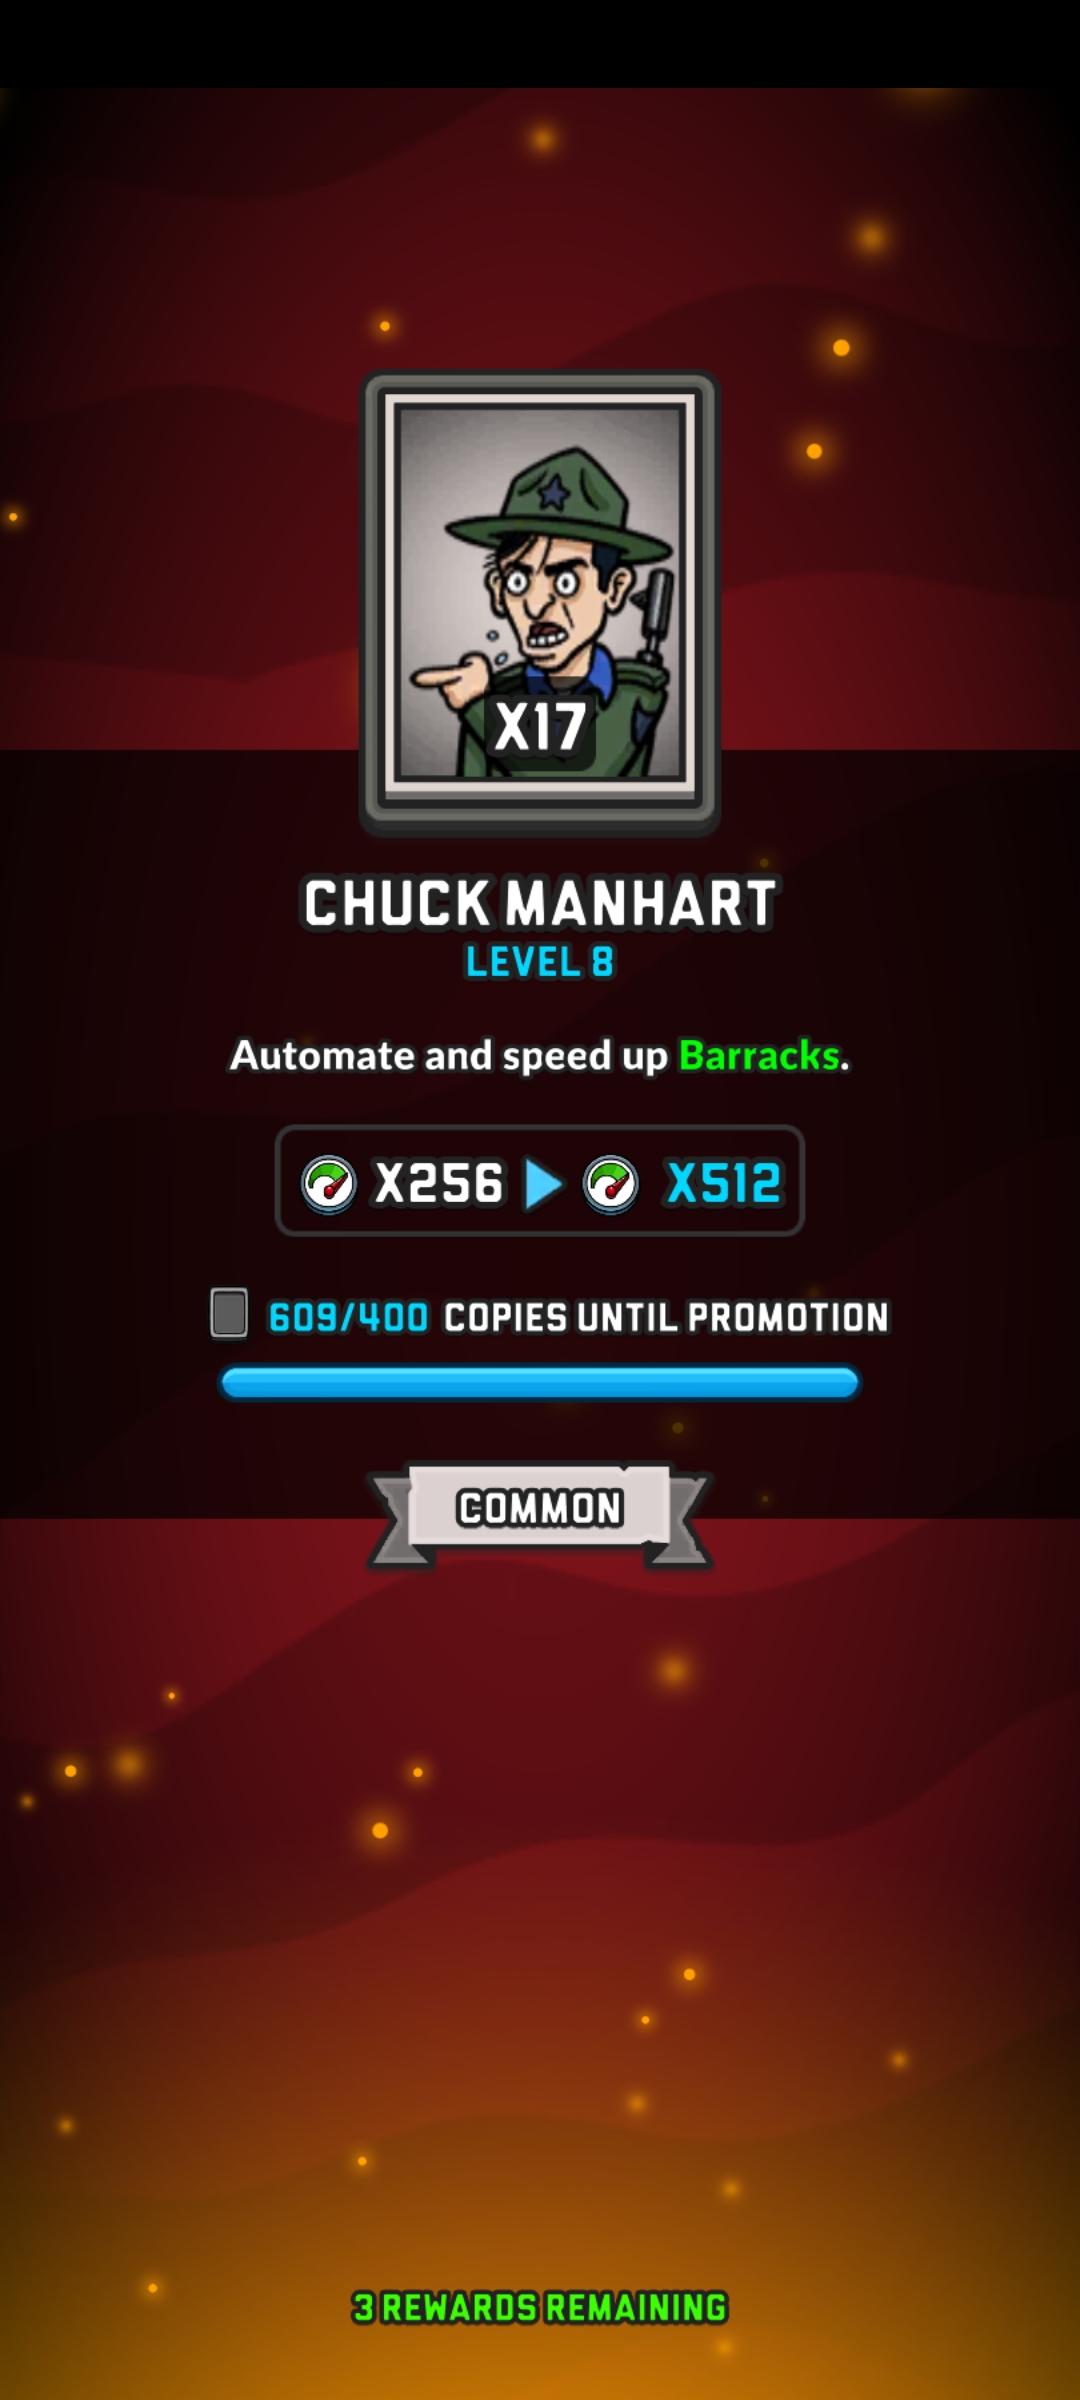 X17
CHUCK MANHART
LEVEL 8
Automate and speed up Barracks.
X256 X512
609/400 COPIES UNTIL PROMOTION
COMMON
3 REWARDS REMAINING